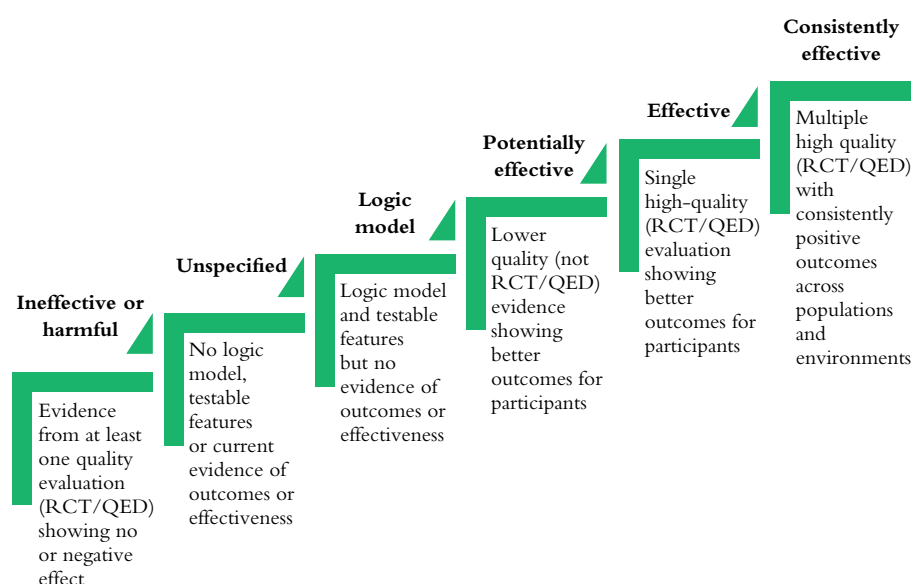 Ineffective or
harmful
Evidence
from at least
one quality
evaluation
(RCT/QED)
showing no
or negative
effect
Unspecified
No logic
model,
testable
features
or current
evidence of
outcomes or
effectiveness
Logic
model
Logic model
and testable
features
but no
evidence of
outcomes or
effectiveness
Potentially
effective
Lower
quality (not
RCT/QED)
evidence
showing
better
outcomes for
participants
Effective
Single
high-quality
(RCT/QED)
evaluation
showing
better
outcomes for
participants
Consistently
effective
Multiple
high quality
(RCT/QED)
with
consistently
positive
outcomes
across
populations
and
environments